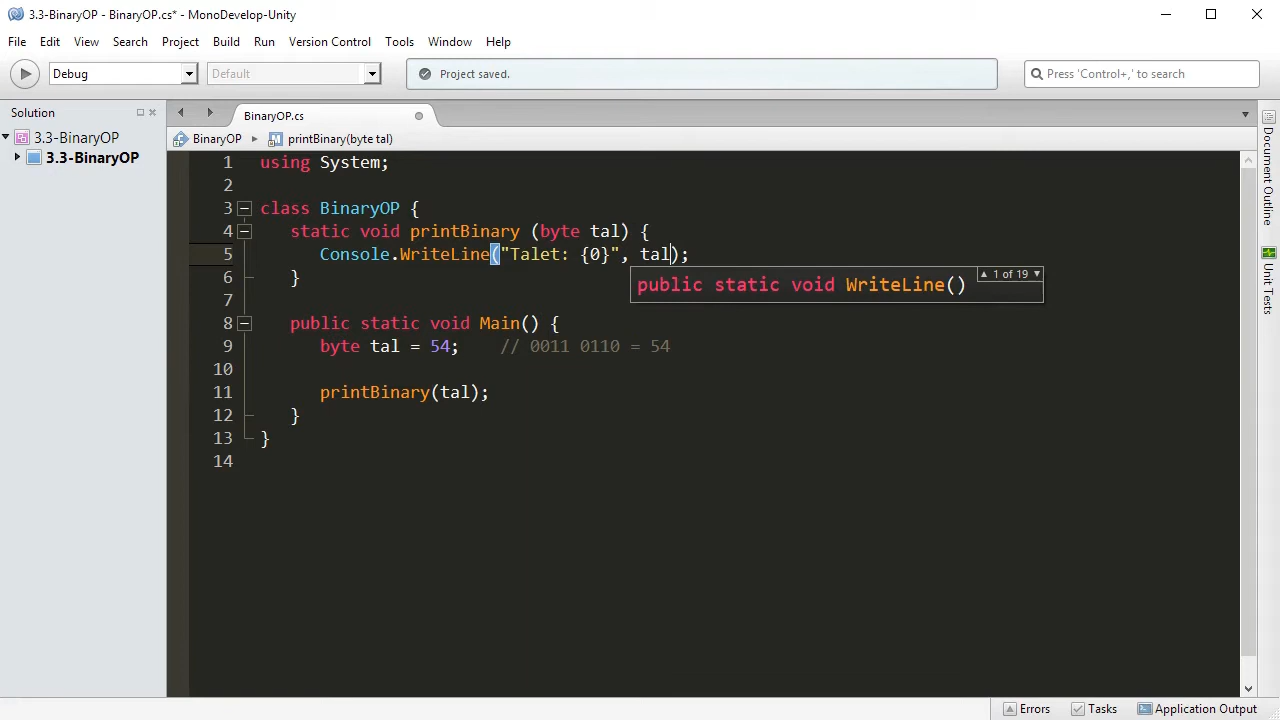 3.3-BinaryOP - BinaryOP.cs* - MonoDevelop-Unity
File Edit View Search Project Build Run Version Control Tools Window Help
Debug Default Project saved. Press 'Control+,' to search
Solution
BinaryOP.cs
3.3-BinaryOP
3.3-BinaryOP
BinaryOP printBinary(byte tal)
1 using System;
2
3 class BinaryOP {
4 static void printBinary (byte tal) {
5 Console.WriteLine("Talet: {0}", tal);
1 of 19
public static void WriteLine()
6 }
7
8 public static void Main() {
9 byte tal = 54; // 0011 0110 = 54
10
11 printBinary(tal);
12 }
13 }
14
Document Outline
Unit Tests
Errors Tasks Application Output